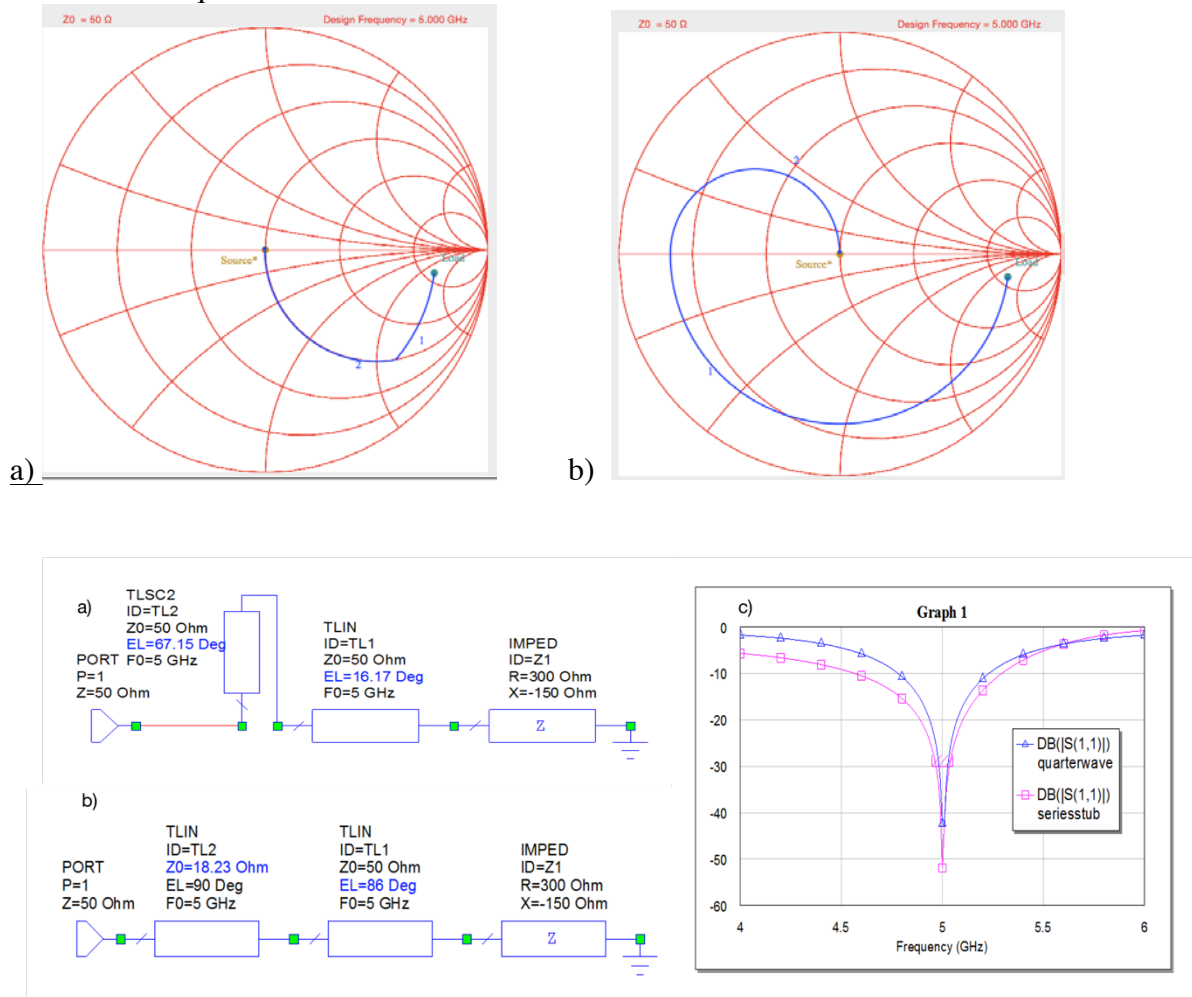 Z0 = 50 Ω
Design Frequency = 5.000 GHz
Source*
Load
1
2
a)
Z0 = 50 Ω
Design Frequency = 5.000 GHz
2
Source*
Load
1
b)
a)
TLSC2
ID=TL2
Z0=50 Ohm
EL=67.15 Deg
F0=5 GHz
PORT
P=1
Z=50 Ohm
TLIN
ID=TL1
Z0=50 Ohm
EL=16.17 Deg
F0=5 GHz
IMPED
ID=Z1
R=300 Ohm
X=-150 Ohm
Z
b)
PORT
P=1
Z=50 Ohm
TLIN
ID=TL2
Z0=18.23 Ohm
EL=90 Deg
F0=5 GHz
TLIN
ID=TL1
Z0=50 Ohm
EL=86 Deg
F0=5 GHz
IMPED
ID=Z1
R=300 Ohm
X=-150 Ohm
Z
c)
Graph 1
0
-10
-20
-30
-40
-50
-60
DB(|S(1,1)|)
quarterwave
DB(|S(1,1)|)
seriesstub
4 4.5 5 5.5 6
Frequency (GHz)